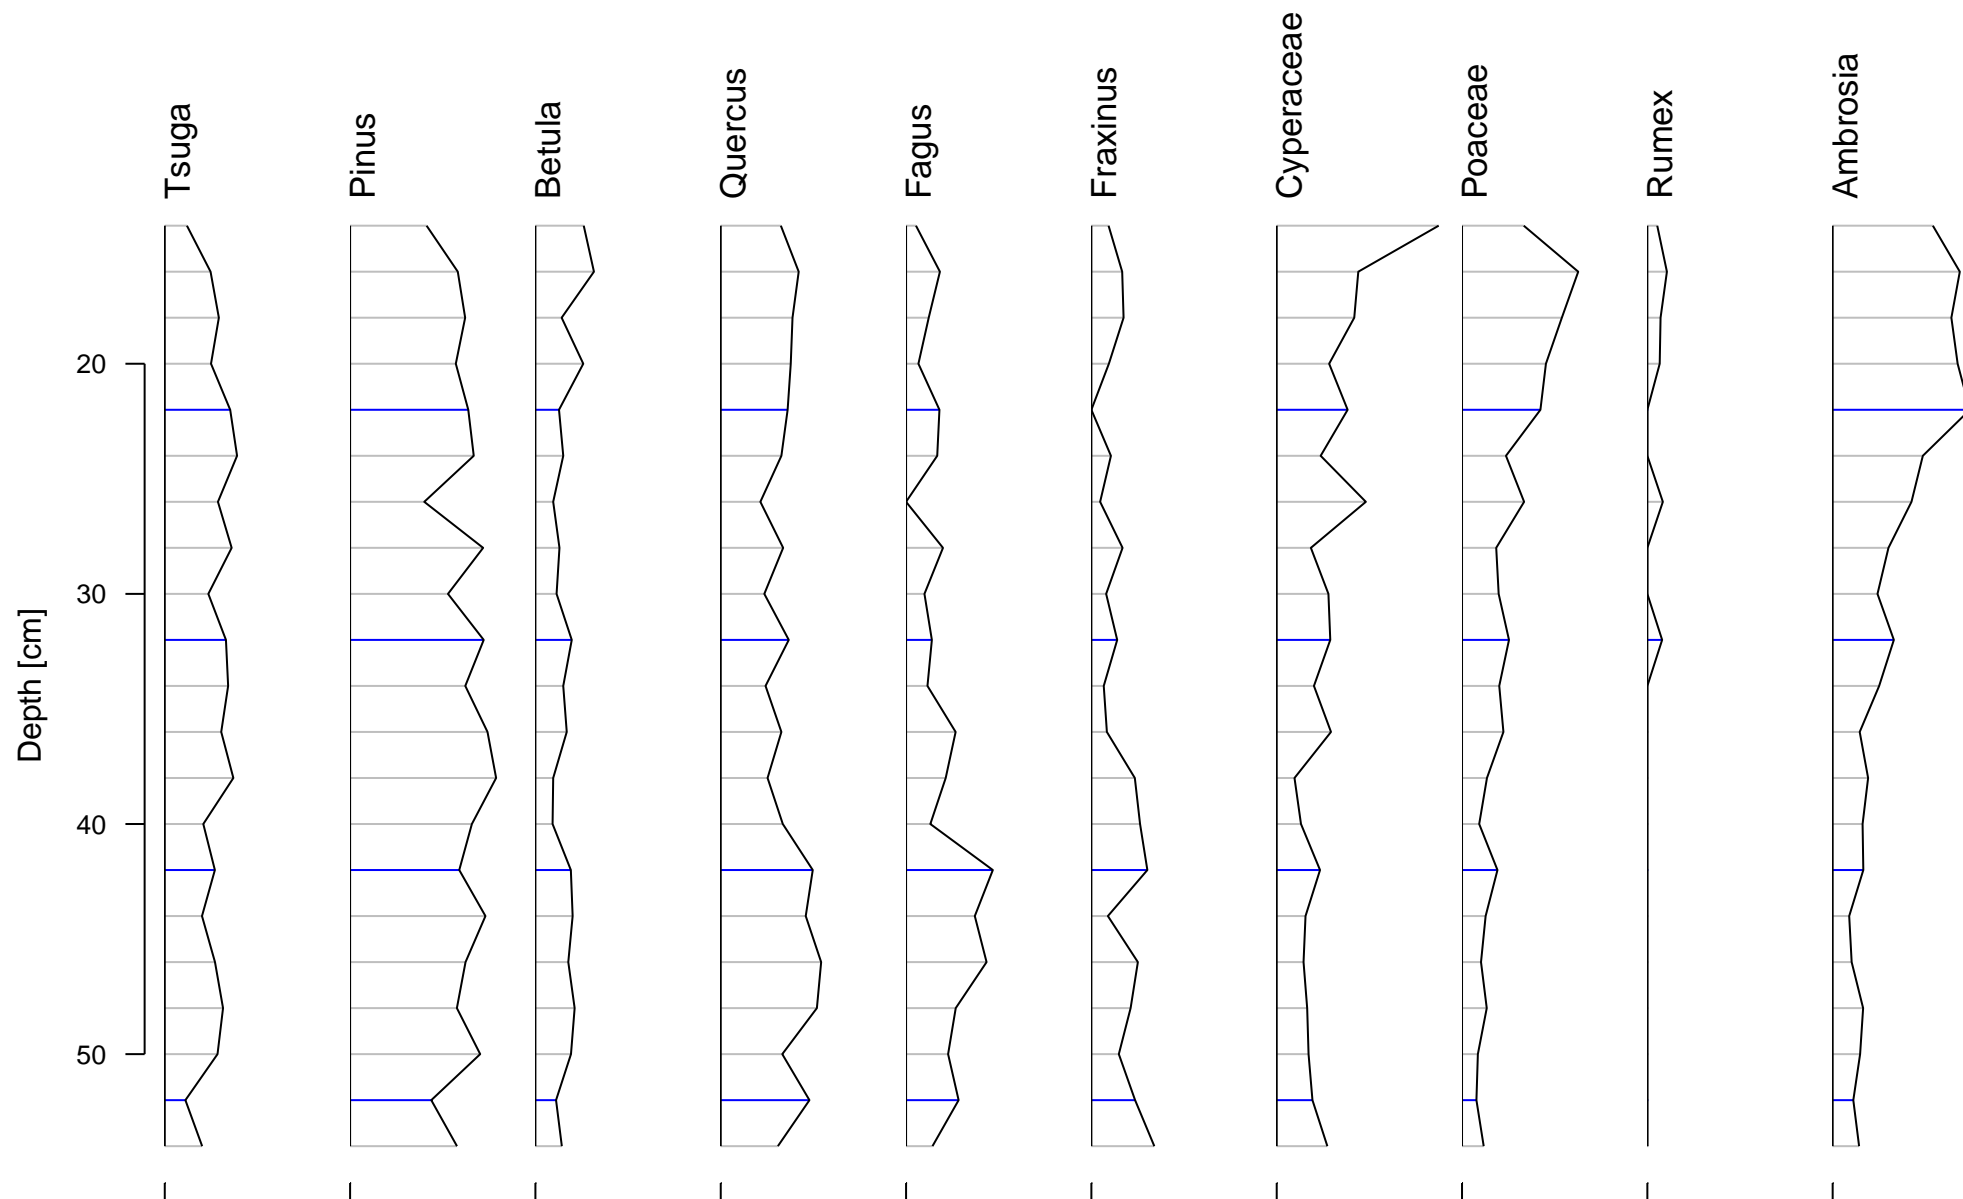 Tsuga
Pinus
Betula
Quercus
Fagus
Fraxinus
Cyperaceae
Poaceae
Rumex
Ambrosia
Depth [cm]
20
30
40
50